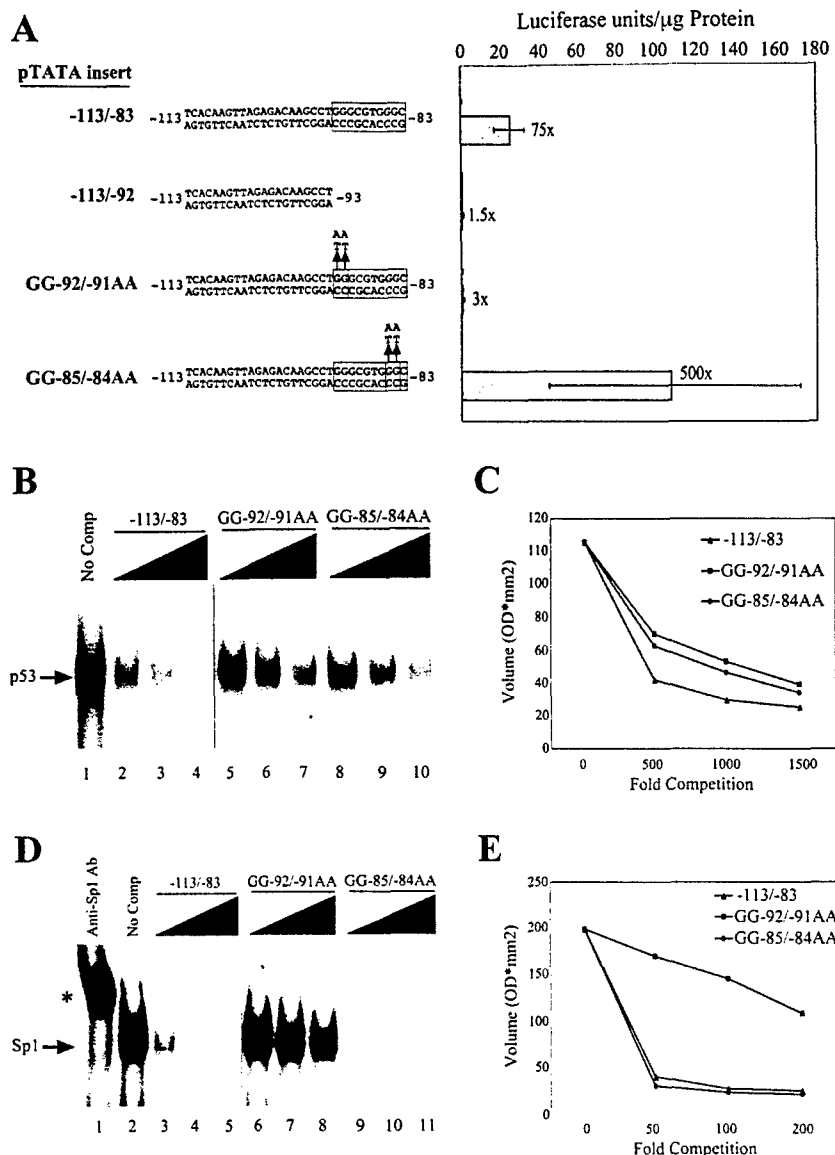 A
Luciferase units/μg Protein
0 20 40 60 80 100 120 140 160 180
pTATA insert
-113/-83
-113
TCACAAGTTAGAGACAAGCCTGGGCGTGGGC
AGTGTTCAATCTCTGTTCGGACCCGCACCCG
-83
75x
-113/-92
-113
TCACAAGTTAGAGACAAGCCT
AGTGTTCAATCTCTGTTCGGA
-93
1.5x
AA
TT
GG-92/-91AA
-113
TCACAAGTTAGAGACAAGCCTGGGCGTGGGC
AGTGTTCAATCTCTGTTCGGACCCGCACCCG
-83
3x
AA
TT
GG-85/-84AA
-113
TCACAAGTTAGAGACAAGCCTGGGCGTGGGC
AGTGTTCAATCTCTGTTCGGACCCGCACCCG
-83
500x
B
No Comp
-113/-83
GG-92/-91AA
GG-85/-84AA
p53
1 2 3 4 5 6 7 8 9 10
C
120
110
100
80
60
40
20
0
Volume (OD*mm2)
-113/-83
GG-92/-91AA
GG-85/-84AA
0 500 1000 1500
Fold Competition
D
Anti-Sp1 Ab
No Comp
-113/-83
GG-92/-91AA
GG-85/-84AA
*
Sp1
1 2 3 4 5 6 7 8 9 10 11
E
250
200
150
100
50
0
Volume (OD*mm2)
-113/-83
GG-92/-91AA
GG-85/-84AA
0 50 100 200
Fold Competition